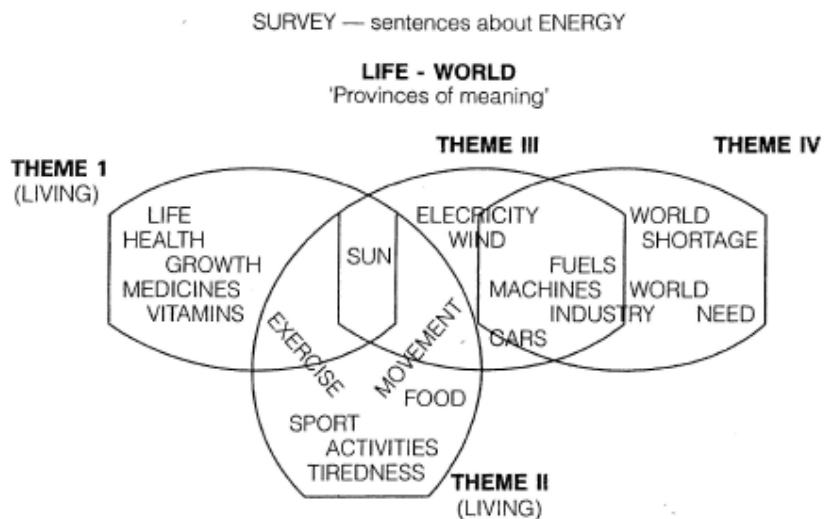 SURVEY — sentences about ENERGY
LIFE - WORLD
'Provinces of meaning'
THEME III
THEME IV
THEME 1
(LIVING)
LIFE
HEALTH
GROWTH
MEDICINES
VITAMINS
SUN
ELECRICITY
WIND
FUELS
MACHINES
INDUSTRY
CARS
WORLD
SHORTAGE
WORLD
NEED
EXERCISE
MOVEMENT
FOOD
SPORT
ACTIVITIES
TIREDNESS
THEME II
(LIVING)